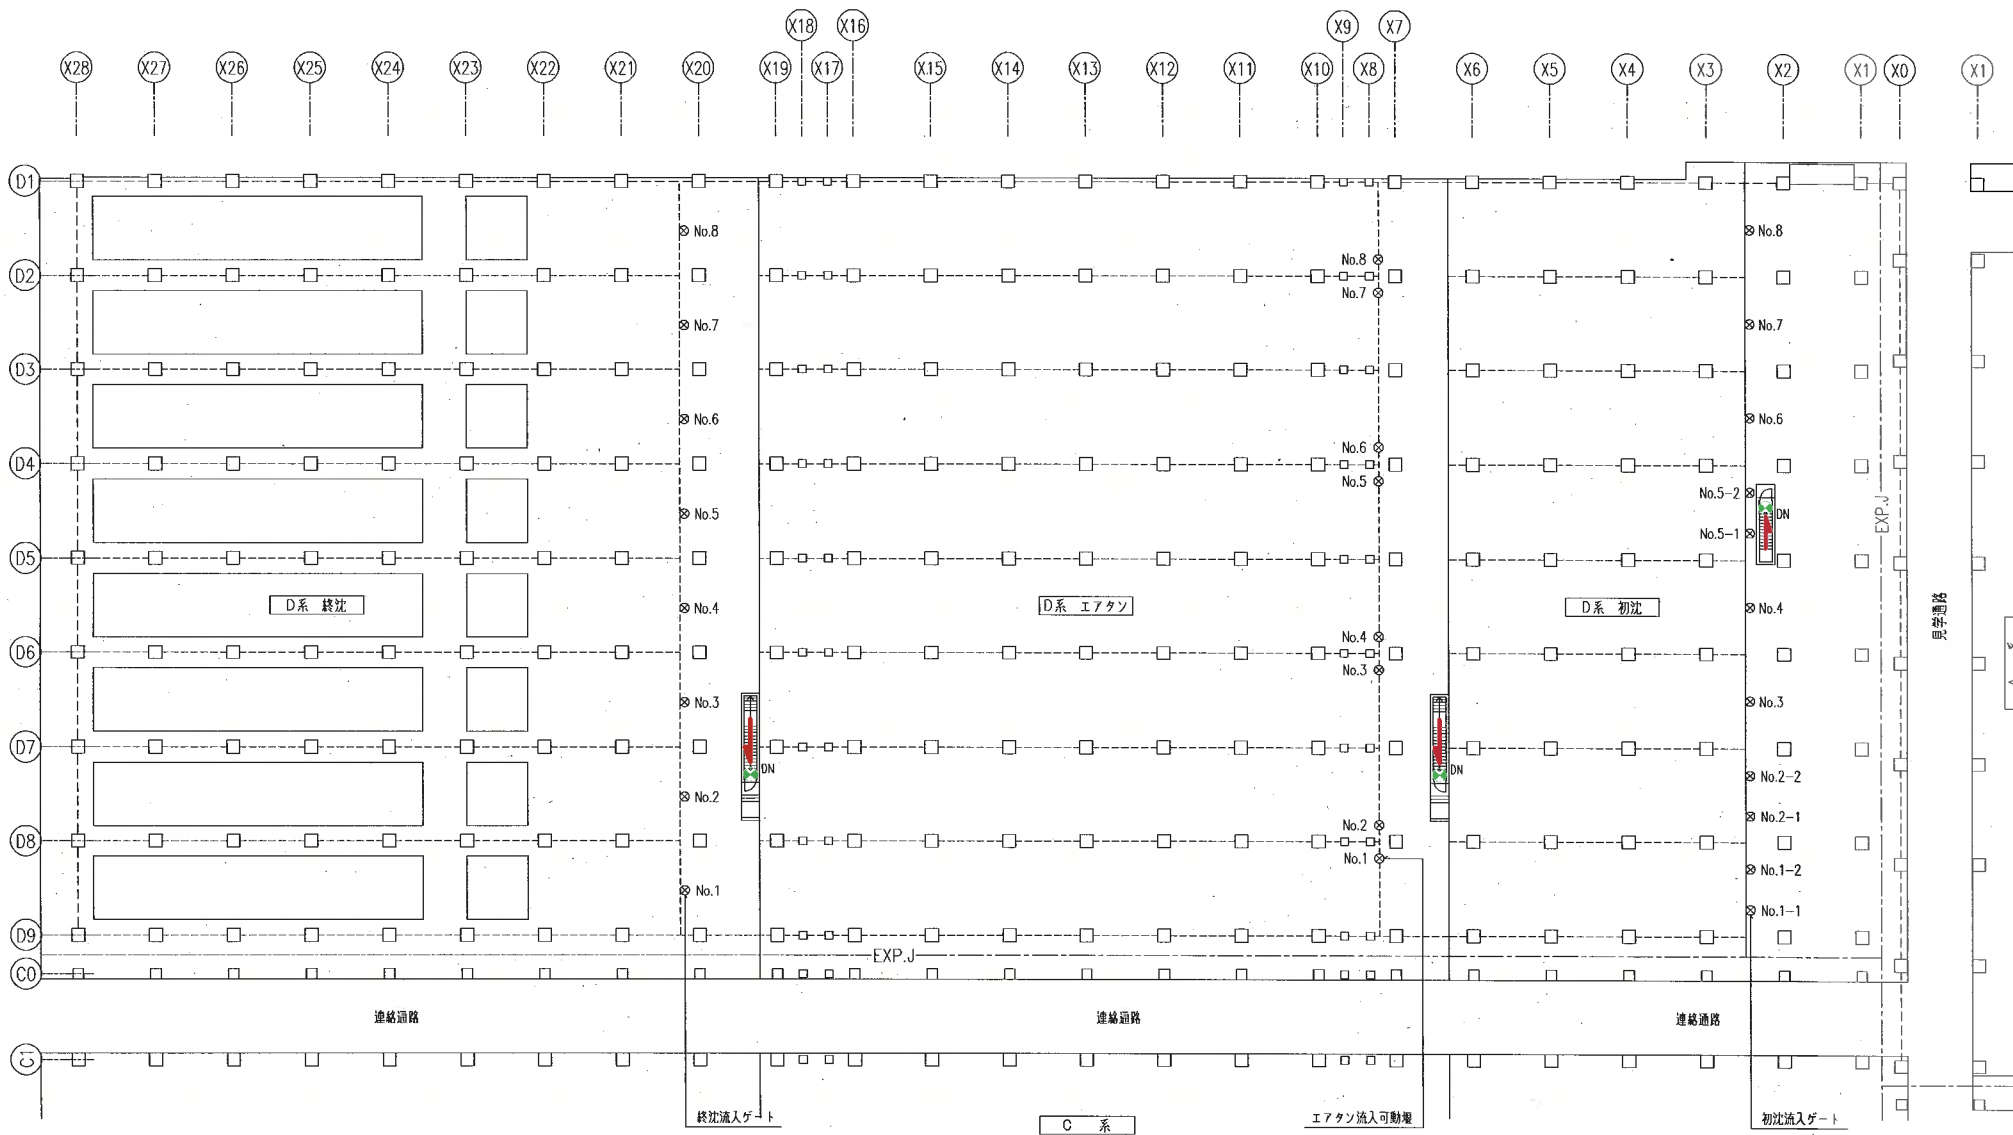 X18 X16 X9 X7
X28 X27 X26 X25 X24 X23 X22 X21 X20 X19 X17 X15 X14 X13 X12 X11 X10 X8 X6 X5 X4 X3 X2 X1 X0 X1
D1
No.8
No.8
No.8
D2
No.7
No.7
No.7
D3
No.6
No.6
No.6
D4
No.5
No.5
No.5-2
DN
No.5-1
EXP.J
D5
D系 終沈
D系 エアタン
D系 初沈
No.4
No.4
No.4
見学通路
D6
No.3
No.3
No.3
D7
DN
DN
No.2-2
No.2
No.2
No.2-1
D8
No.1
No.1
No.1-2
No.1-1
D9
EXP.J
C0
連絡通路
連絡通路
連絡通路
C1
終沈流入ゲート
C 系
エアタン流入可動堰
初沈流入ゲート